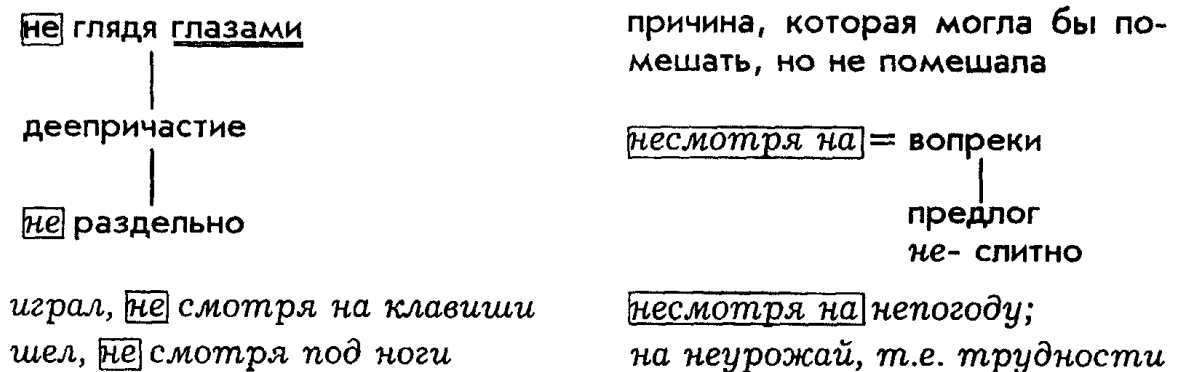 не глядя глазами
деепричастие
не раздельно
играл, не смотря на клавиши
шел, не смотря под ноги
причина, которая могла бы по-
мешать, но не помешала
несмотря на = вопреки
предлог
не- слитно
несмотря на непогоду;
на неурожай, т.е. трудности